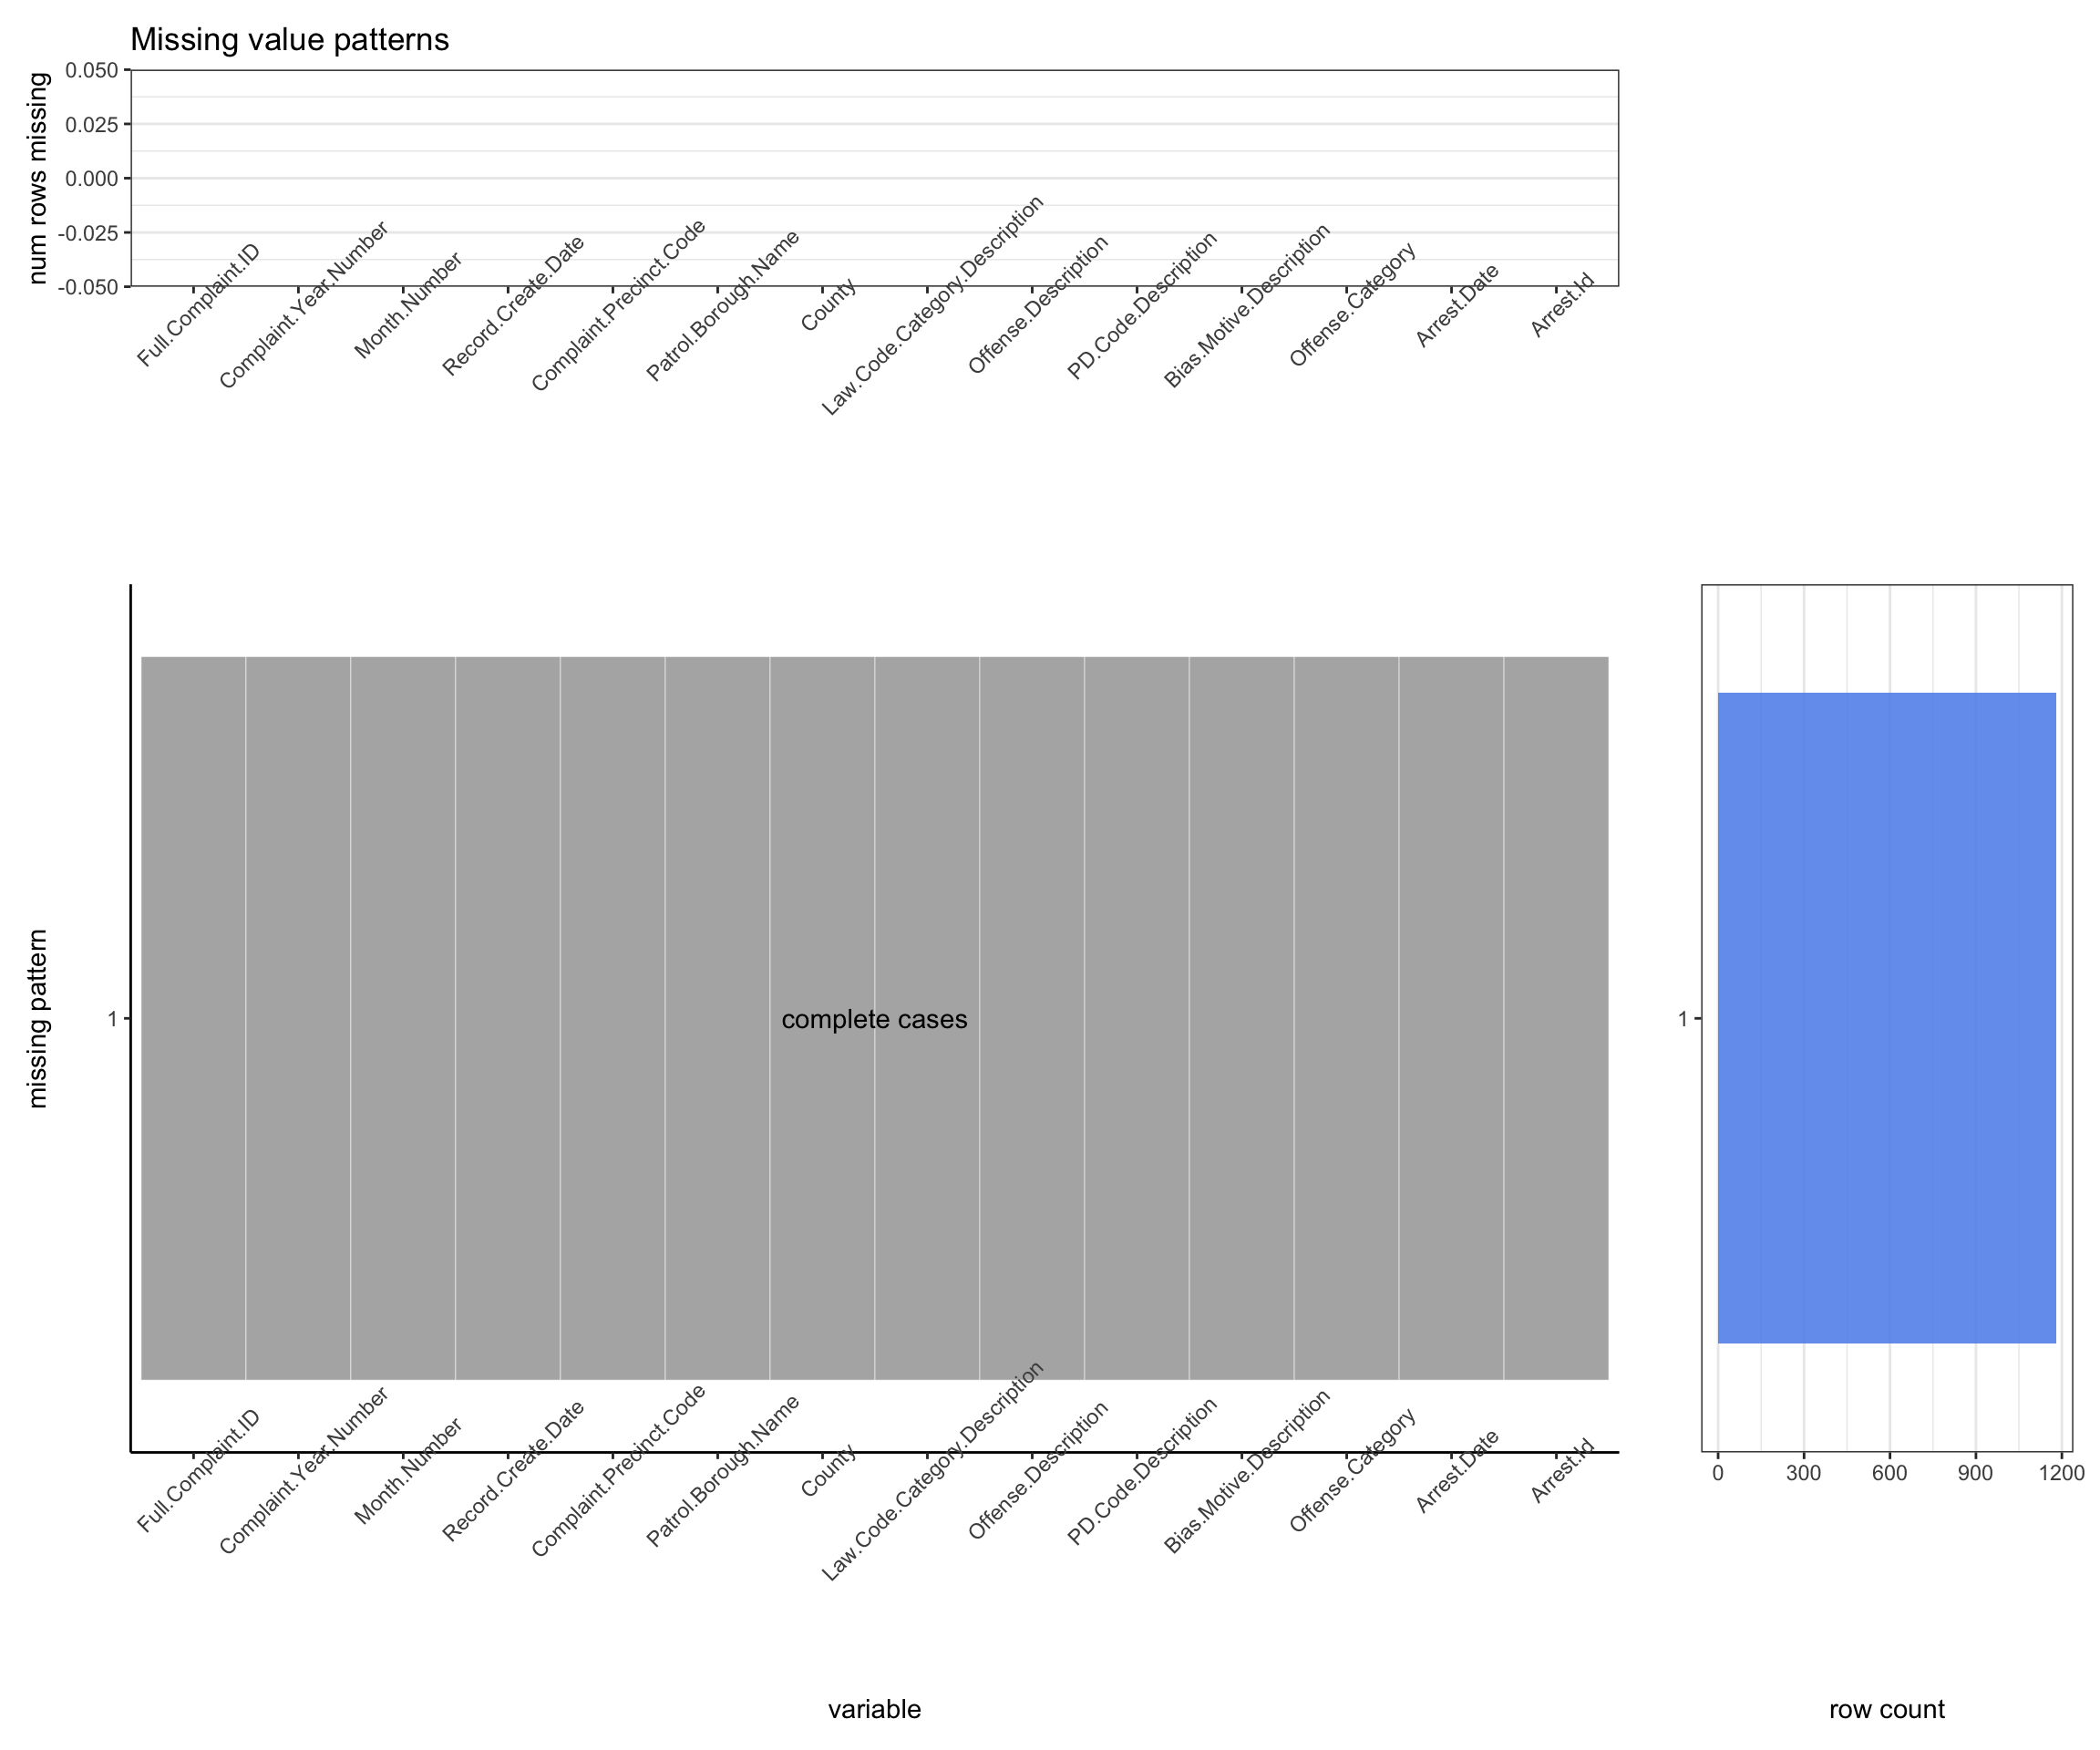 Missing value patterns
num rows missing
0.050
0.025
0.000
-0.025
-0.050
Full.Complaint.ID
Complaint.Year.Number
Month.Number
Record.Create.Date
Complaint.Precinct.Code
Patrol.Borough.Name
County
Law.Code.Category.Description
Offense.Description
PD.Code.Description
Bias.Motive.Description
Offense.Category
Arrest.Date
Arrest.Id
missing pattern
1
complete cases
Full.Complaint.ID
Complaint.Year.Number
Month.Number
Record.Create.Date
Complaint.Precinct.Code
Patrol.Borough.Name
County
Law.Code.Category.Description
Offense.Description
PD.Code.Description
Bias.Motive.Description
Offense.Category
Arrest.Date
Arrest.Id
variable
1
0 300 600 900 1200
row count